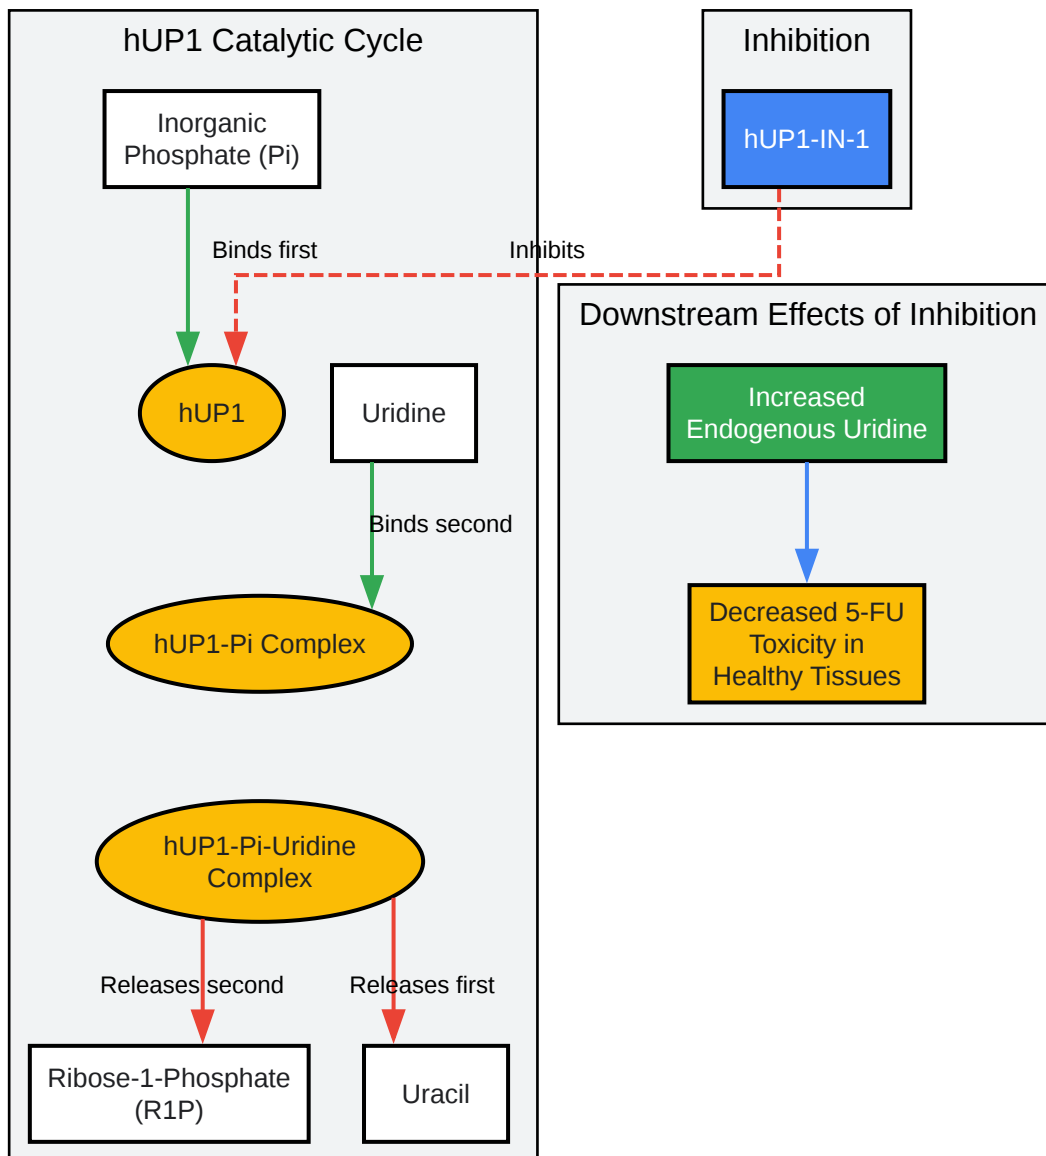 hUP1 Catalytic Cycle
Inorganic
Phosphate (Pi)
Binds first
hUP1
Uridine
Binds second
hUP1-Pi Complex
hUP1-Pi-Uridine
Complex
Releases second
Releases first
Ribose-1-Phosphate
(R1P)
Uracil
Inhibition
hUP1-IN-1
Inhibits
Downstream Effects of Inhibition
Increased
Endogenous Uridine
Decreased 5-FU
Toxicity in
Healthy Tissues